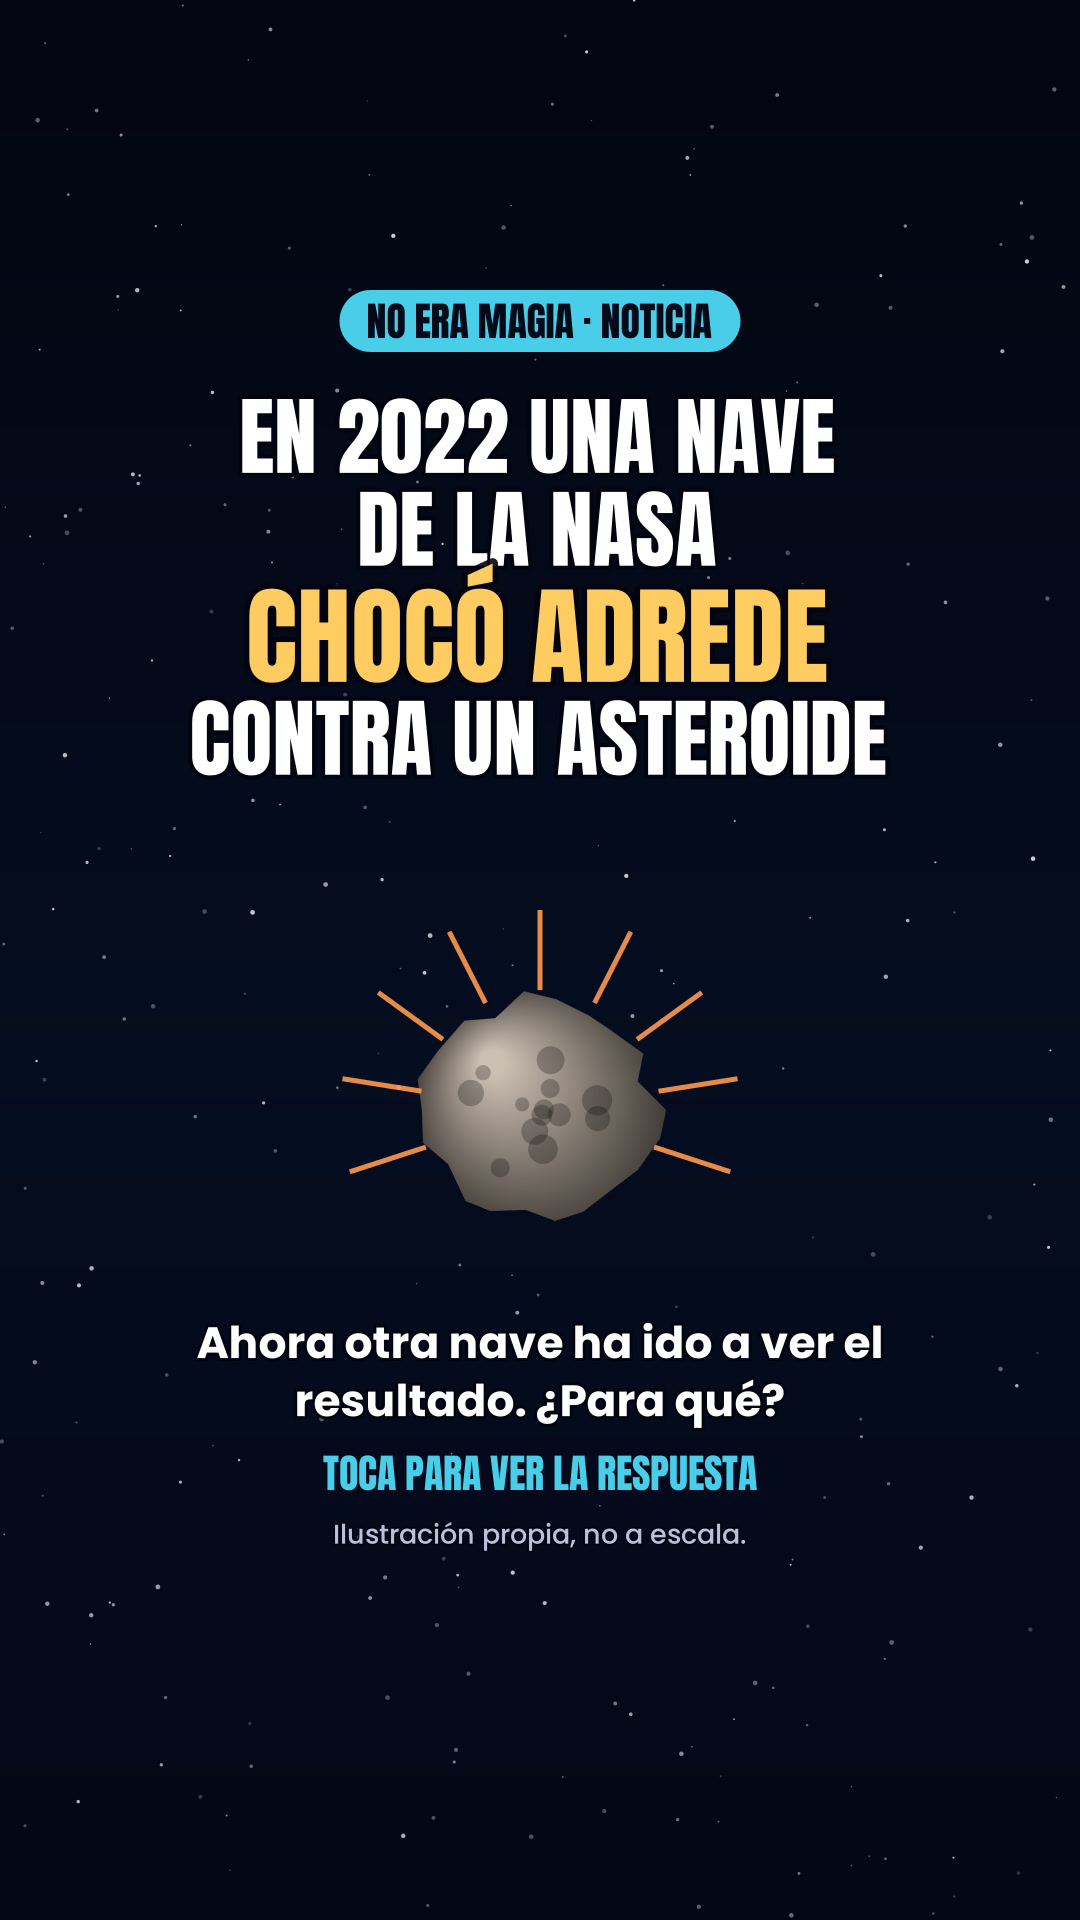 NO ERA MAGIA · NOTICIA
EN 2022 UNA NAVE
DE LA NASA
CHOCÓ ADREDE
CONTRA UN ASTEROIDE
Ahora otra nave ha ido a ver el
resultado. ¿Para qué?
TOCA PARA VER LA RESPUESTA
Ilustración propia, no a escala.